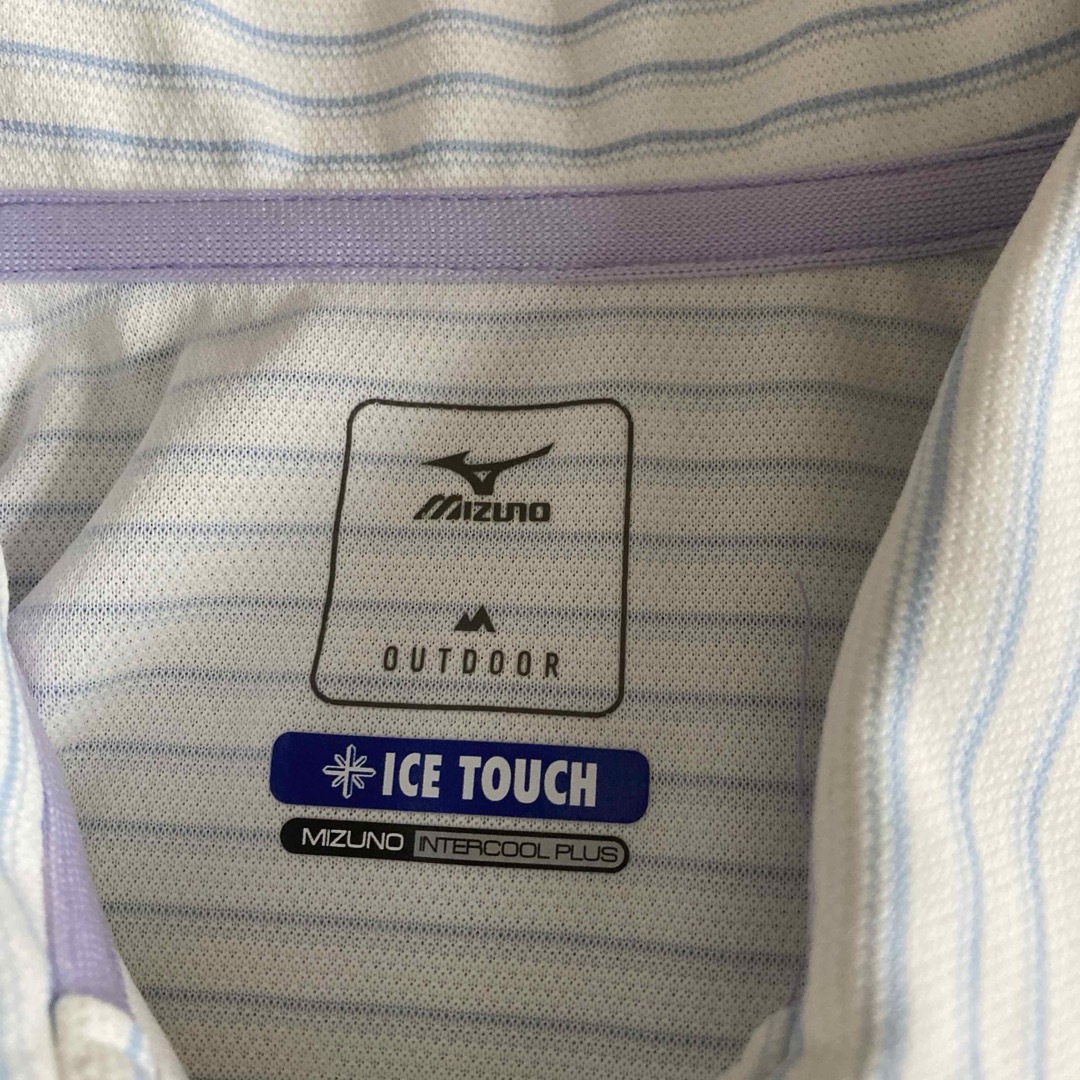 MIZUNO
OUTDOOR
ICE TOUCH
MIZUNO INTERCOOL PLUS